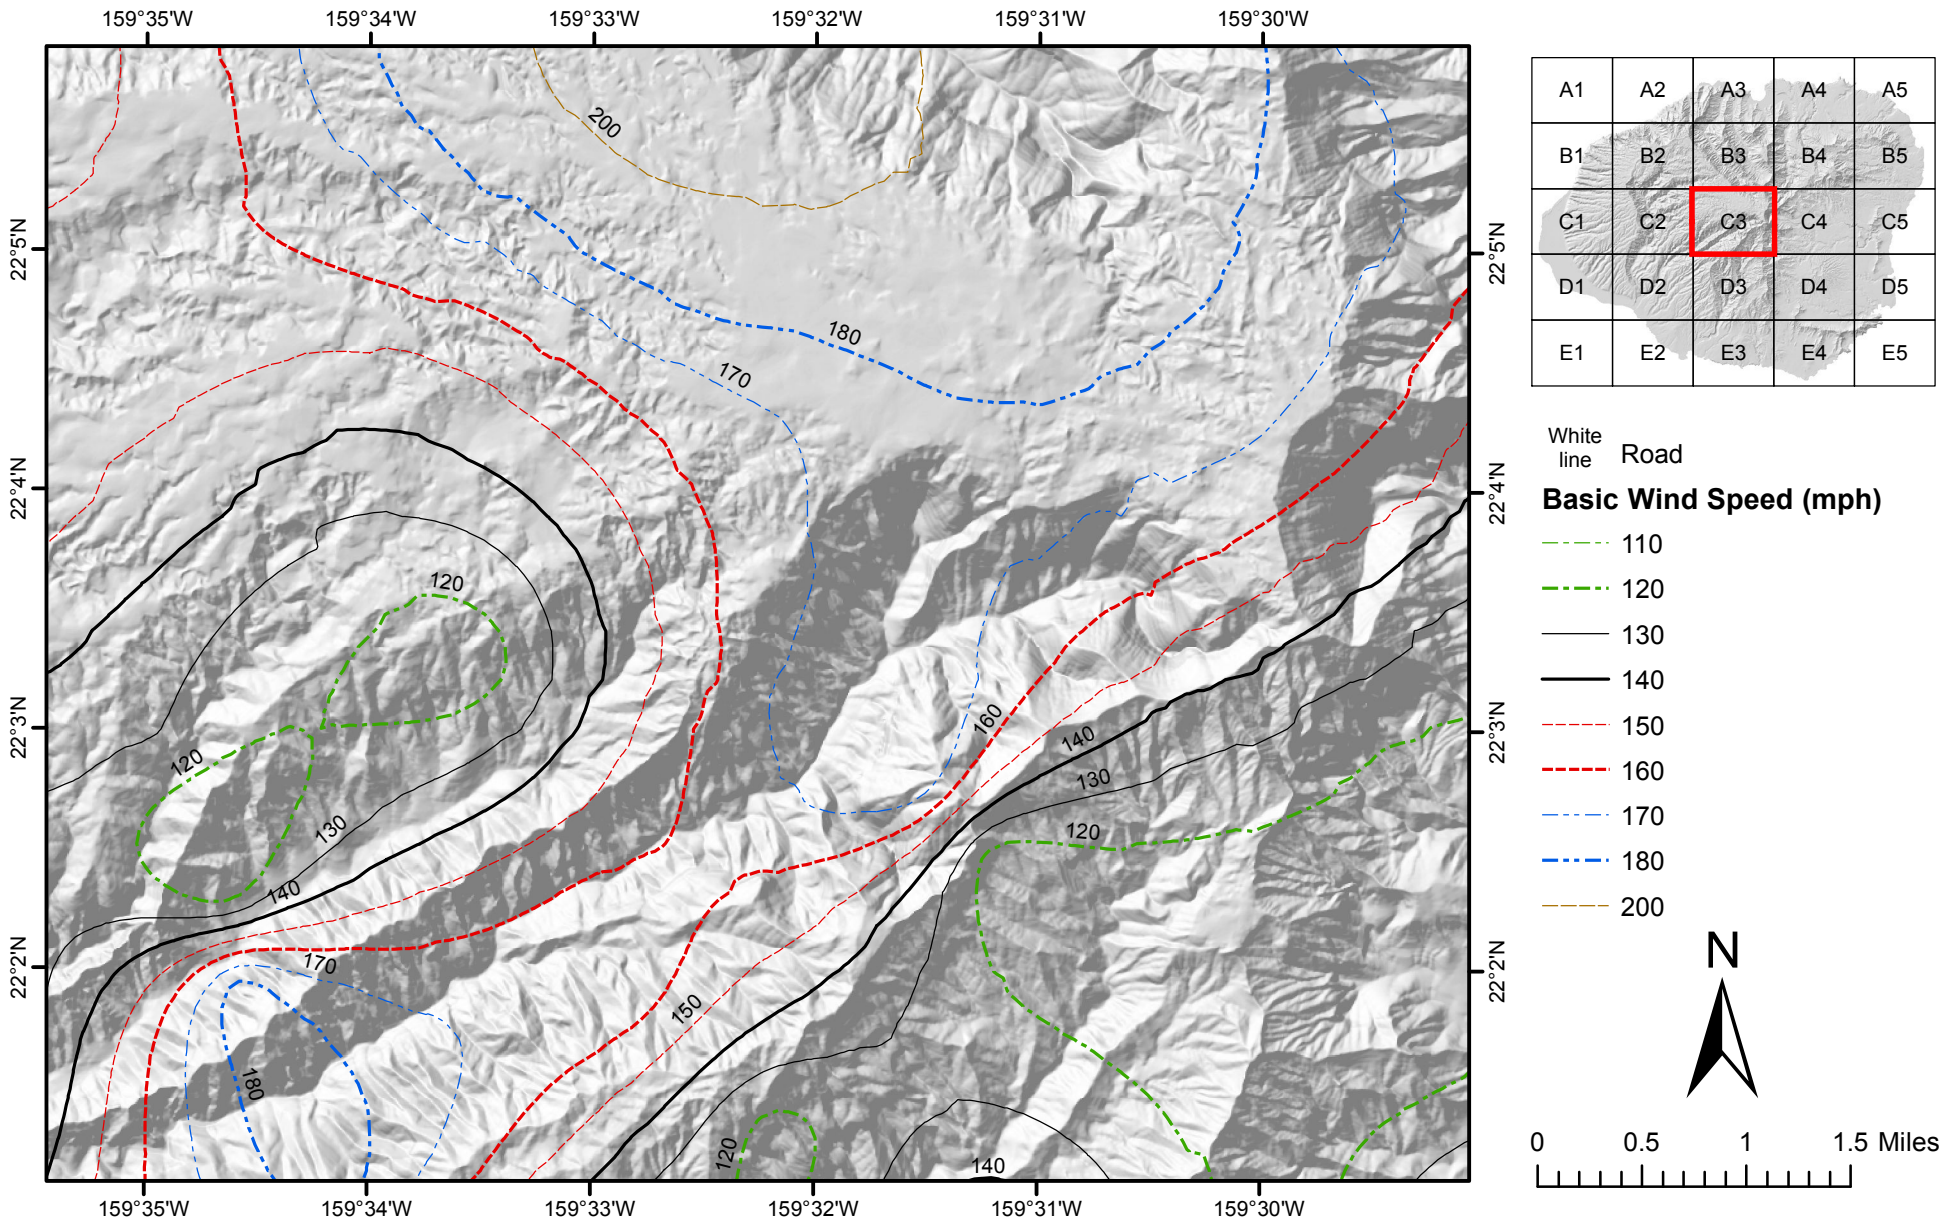 159°35'W 159°34'W 159°33'W 159°32'W 159°31'W 159°30'W
22°5'N
22°4'N
22°3'N
22°2'N
200
180
170
120
120
130
140
170
180
160
140
130
120
150
120
140
22°5'N
22°4'N
22°3'N
22°2'N
159°35'W 159°34'W 159°33'W 159°32'W 159°31'W 159°30'W
A1 A2 A3 A4 A5
B1 B2 B3 B4 B5
C1 C2 C3 C4 C5
D1 D2 D3 D4 D5
E1 E2 E3 E4 E5
White
line
Road
Basic Wind Speed (mph)
110
120
130
140
150
160
170
180
200
N
0 0.5 1 1.5 Miles